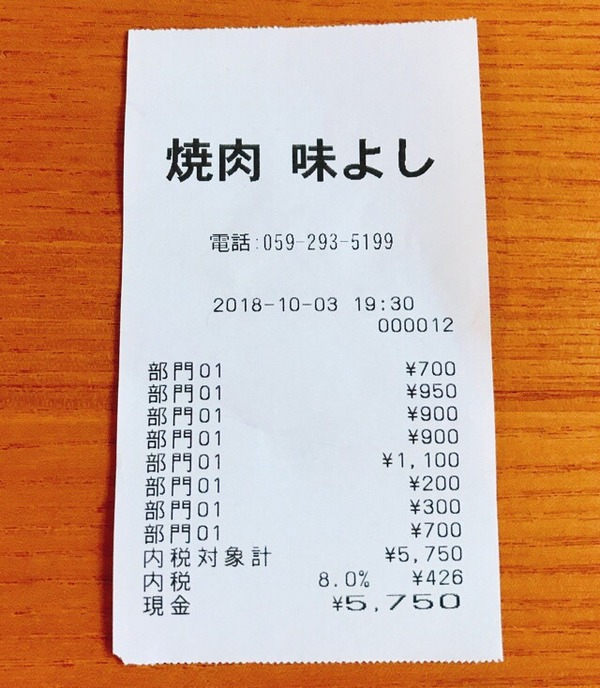 焼肉 味よし
電話:059-293-5199
2018-10-03 19:30
000012
部門01 ¥700
部門01 ¥950
部門01 ¥900
部門01 ¥900
部門01 ¥1,100
部門01 ¥200
部門01 ¥300
部門01 ¥700
内税対象計 ¥5,750
内税 8.0% ¥426
現金 ¥5,750